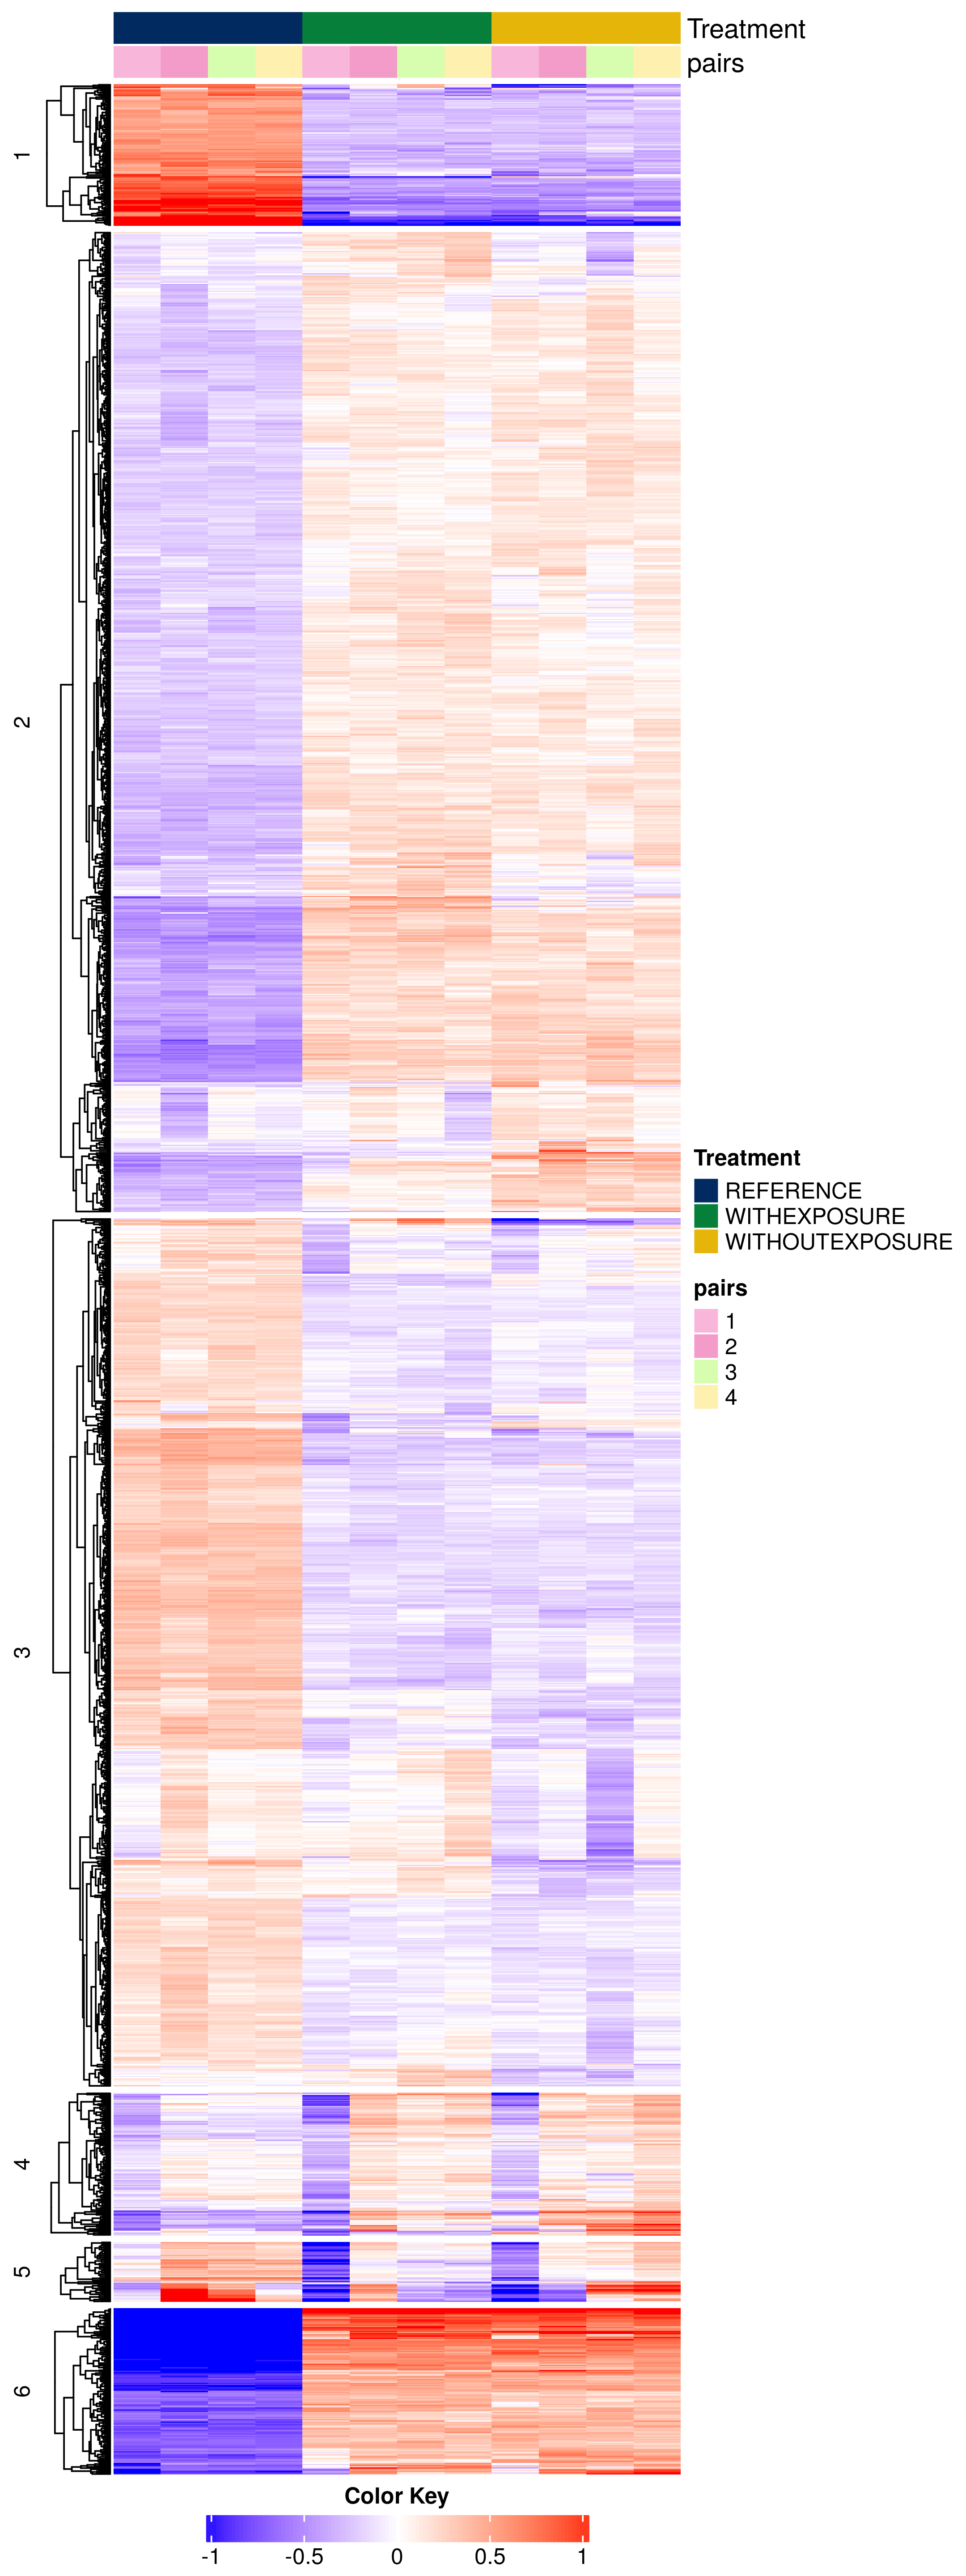 Treatment
pairs
1
2
3
4
5
6
Treatment
REFERENCE
WITHEXPOSURE
WITHOUTEXPOSURE
pairs
1
2
3
4
Color Key
-1 -0.5 0 0.5 1